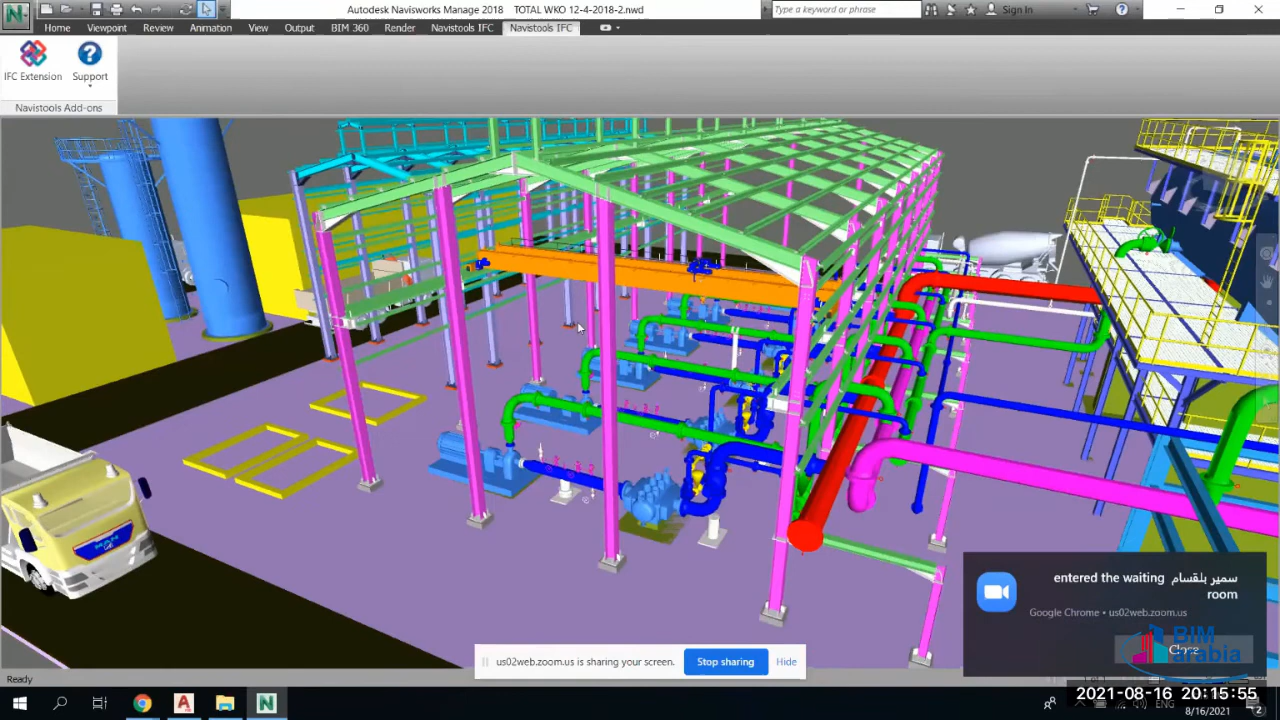 Autodesk Navisworks Manage 2018 TOTAL WKO 12-4-2018-2.nwd
Type a keyword or phrase
Sign In
Home Viewpoint Review Animation View Output BIM 360 Render Navistools IFC Navistools IFC
IFC Extension Support
Navistools Add-ons
MAN
سمير بلقسام entered the waiting
room
Google Chrome • us02web.zoom.us
Close
BIM
arabia
us02web.zoom.us is sharing your screen. Stop sharing Hide
Ready
2021-08-16 20:15:55
ENG
8/16/2021
2